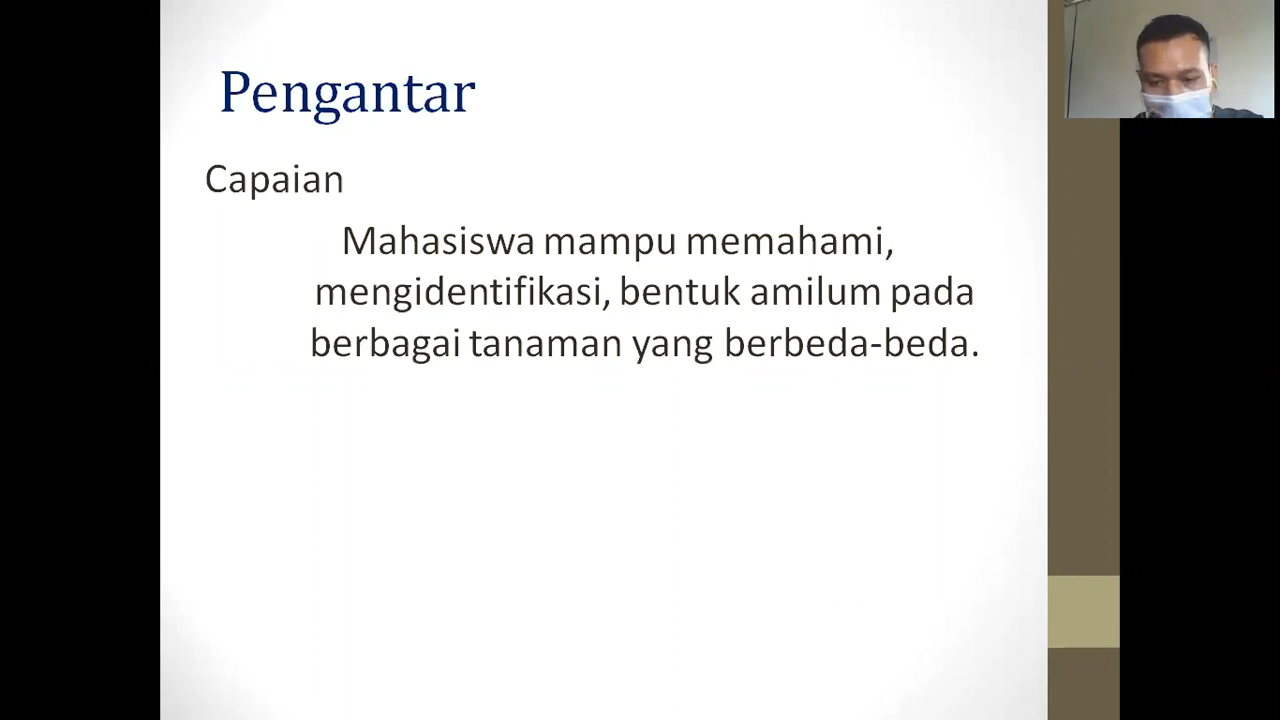 Pengantar
Capaian
Mahasiswa mampu memahami,
mengidentifikasi, bentuk amilum pada
berbagai tanaman yang berbeda-beda.